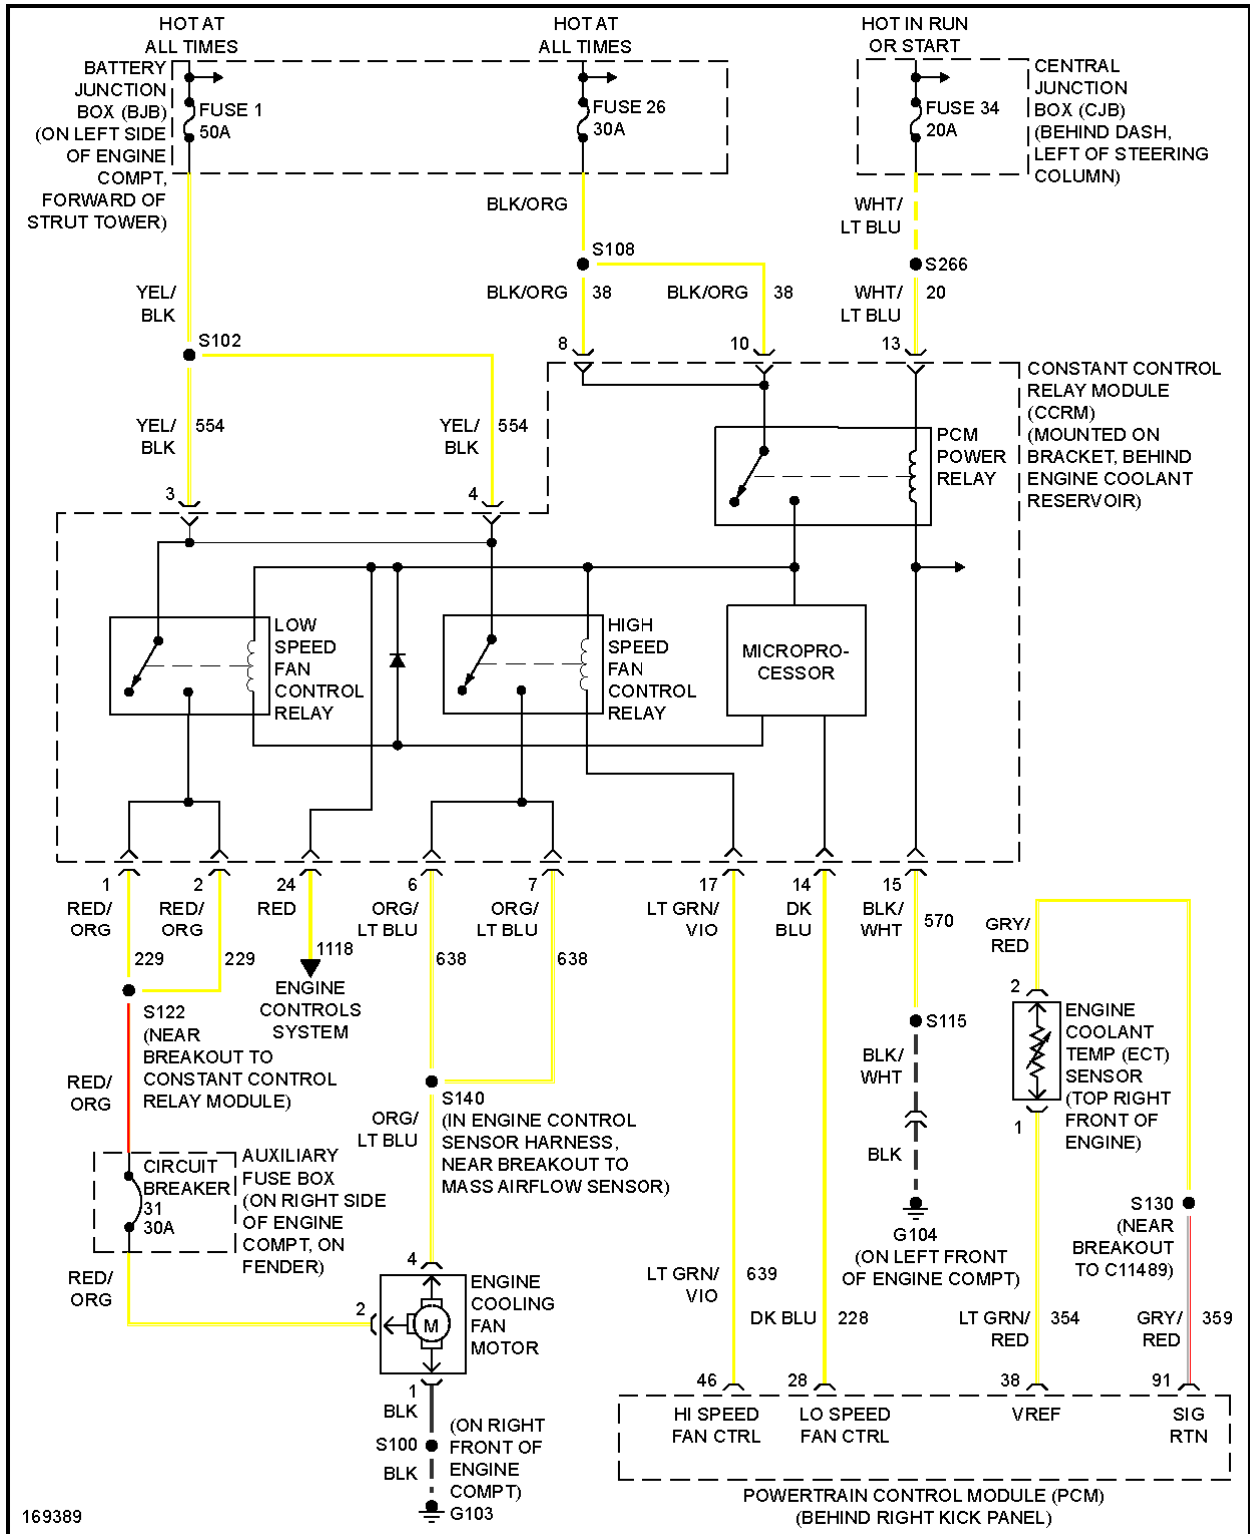 HOT AT
ALL TIMES
HOT AT
ALL TIMES
HOT IN RUN
OR START
BATTERY
JUNCTION
BOX (BJB)
(ON LEFT SIDE
OF ENGINE
COMPT,
FORWARD OF
STRUT TOWER)
FUSE 1
50A
FUSE 26
30A
FUSE 34
20A
CENTRAL
JUNCTION
BOX (CJB)
(BEHIND DASH,
LEFT OF STEERING
COLUMN)
BLK/ORG
WHT/
LT BLU
S108
S266
YEL/
BLK
BLK/ORG
38
BLK/ORG
38
WHT/
LT BLU
20
S102
8
10
13
CONSTANT CONTROL
RELAY MODULE
(CCRM)
(MOUNTED ON
BRACKET, BEHIND
ENGINE COOLANT
RESERVOIR)
YEL/
BLK
554
YEL/
BLK
554
PCM
POWER
RELAY
3
4
LOW
SPEED
FAN
CONTROL
RELAY
HIGH
SPEED
FAN
CONTROL
RELAY
MICROPRO-
CESSOR
1
2
24
6
7
17
14
15
RED/
ORG
RED/
ORG
RED
ORG/
LT BLU
ORG/
LT BLU
LT GRN/
VIO
DK
BLU
BLK/
WHT
570
GRY/
RED
229
229
1118
638
638
ENGINE
CONTROLS
SYSTEM
2
S122
(NEAR
BREAKOUT TO
CONSTANT CONTROL
RELAY MODULE)
S115
ENGINE
COOLANT
TEMP (ECT)
SENSOR
(TOP RIGHT
FRONT OF
ENGINE)
RED/
ORG
BLK/
WHT
1
S140
(IN ENGINE CONTROL
SENSOR HARNESS,
NEAR BREAKOUT TO
MASS AIRFLOW SENSOR)
ORG/
LT BLU
BLK
CIRCUIT
BREAKER
31
30A
AUXILIARY
FUSE BOX
(ON RIGHT SIDE
OF ENGINE
COMPT, ON
FENDER)
S130
(NEAR
BREAKOUT
TO C11489)
G104
(ON LEFT FRONT
OF ENGINE COMPT)
RED/
ORG
4
2
M
ENGINE
COOLING
FAN
MOTOR
LT GRN/
VIO
639
DK BLU
228
LT GRN/
RED
354
GRY/
RED
359
1
BLK
46
28
38
91
S100
BLK
(ON RIGHT
FRONT OF
ENGINE
COMPT)
G103
HI SPEED
FAN CTRL
LO SPEED
FAN CTRL
VREF
SIG
RTN
POWERTRAIN CONTROL MODULE (PCM)
(BEHIND RIGHT KICK PANEL)
169389